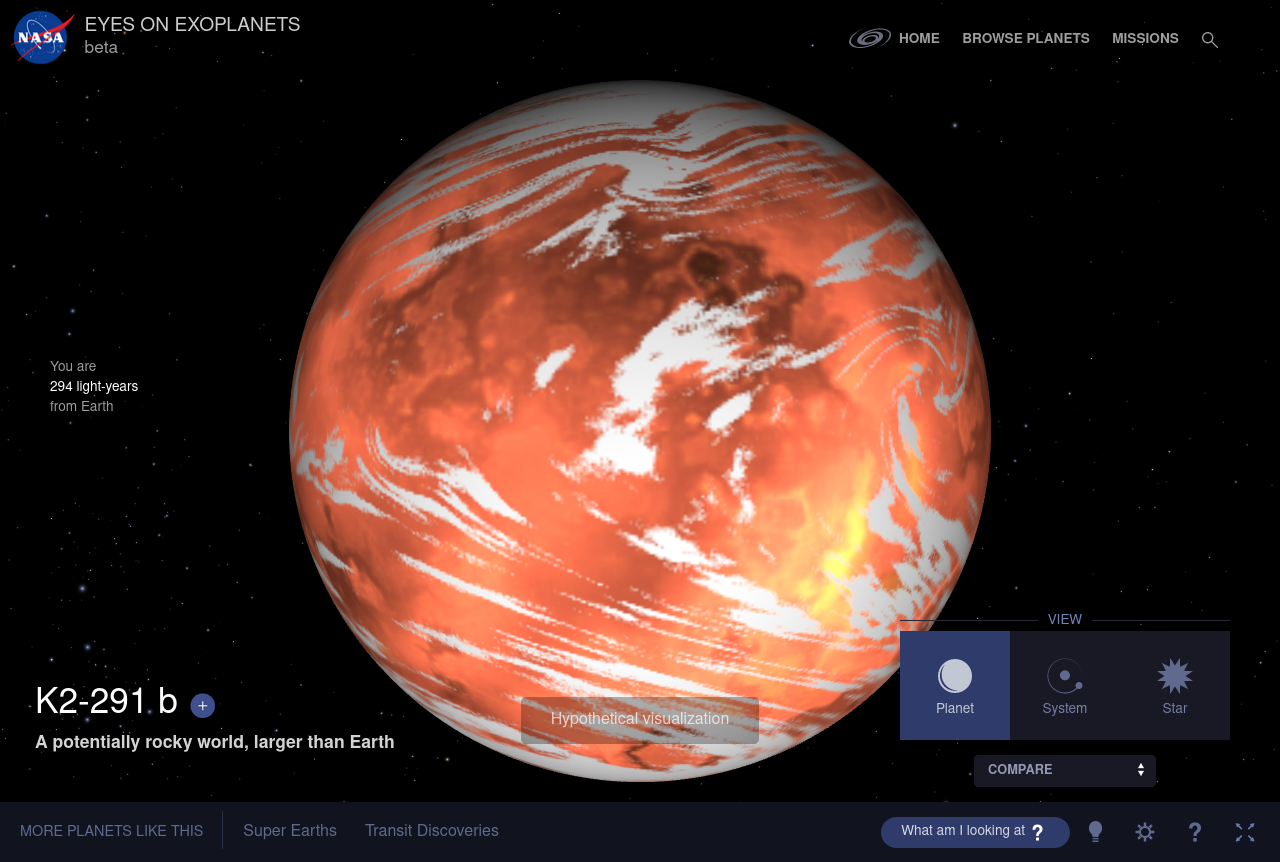 NASA
EYES ON EXOPLANETS
beta
HOME
BROWSE PLANETS
MISSIONS
You are
294 light-years
from Earth
K2-291 b +
A potentially rocky world, larger than Earth
Hypothetical visualization
VIEW
Planet
System
Star
COMPARE
MORE PLANETS LIKE THIS
Super Earths
Transit Discoveries
What am I looking at ?
?